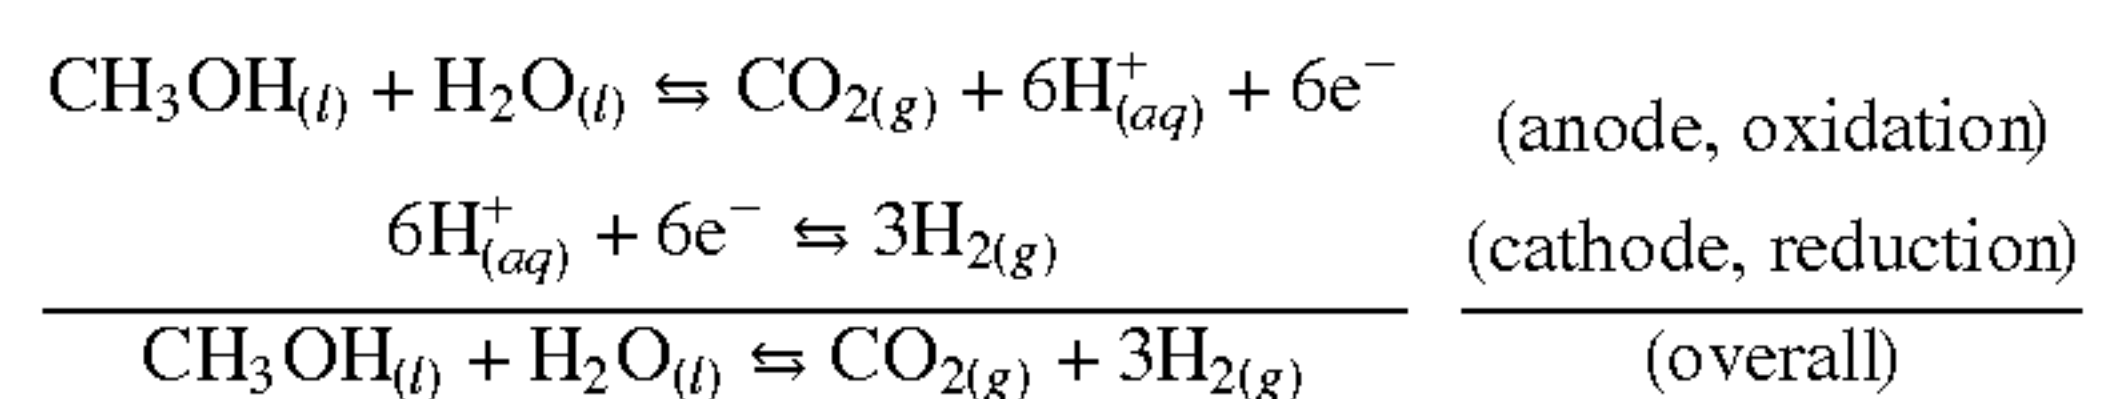 CH₃OH₍l₎ + H₂O₍l₎ ⇆ CO₂(g) + 6H⁺(aq) + 6e⁻ (anode, oxidation)
6H⁺(aq) + 6e⁻ ⇆ 3H₂(g) (cathode, reduction)
CH₃OH₍l₎ + H₂O₍l₎ ⇆ CO₂(g) + 3H₂(g) (overall)